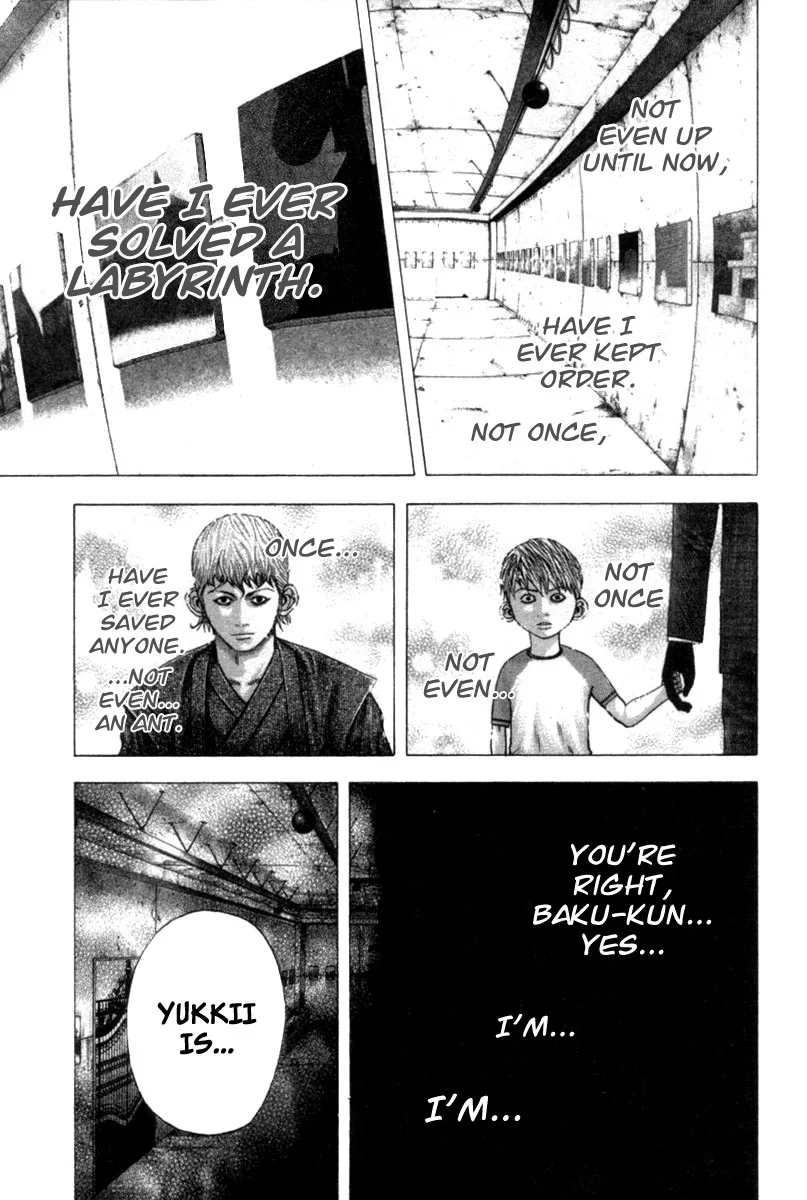 NOT
EVEN UP
UNTIL NOW,
HAVE I
EVER KEPT
ORDER.
NOT ONCE,
HAVE I EVER
SOLVED A
LABYRINTH.
NOT
ONCE
NOT
EVEN...
ONCE...
HAVE
I EVER
SAVED
ANYONE.
...NOT
EVEN...
AN ANT.
YOU'RE
RIGHT,
BAKU-KUN...
YES...
I'M...
I'M...
YUKKII
IS...